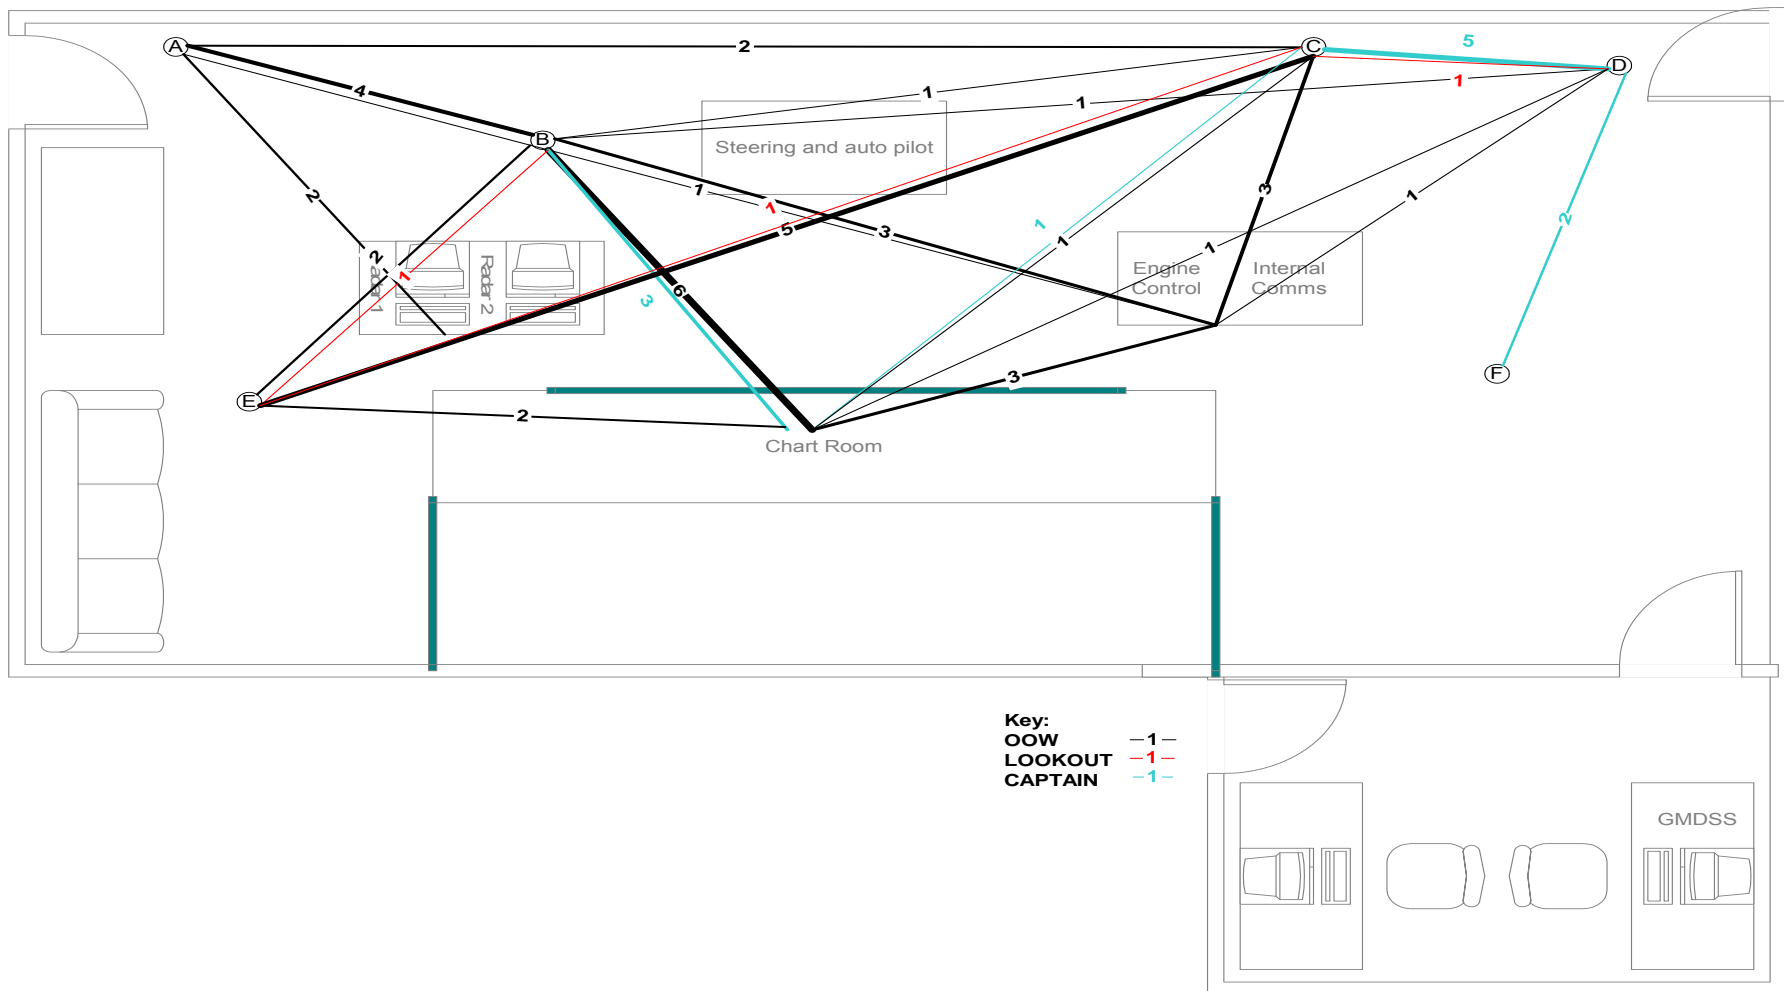 A
2
C
5
D
1
4
1
1
B
Steering and auto pilot
1
2
3
1
1
2
1
5
3
1
1
2
Radar 1
Radar 2
1
6
3
Engine
Control
Internal
Comms
3
F
E
2
Chart Room
Key:
OOW 1
LOOKOUT 1
CAPTAIN 1
GMDSS